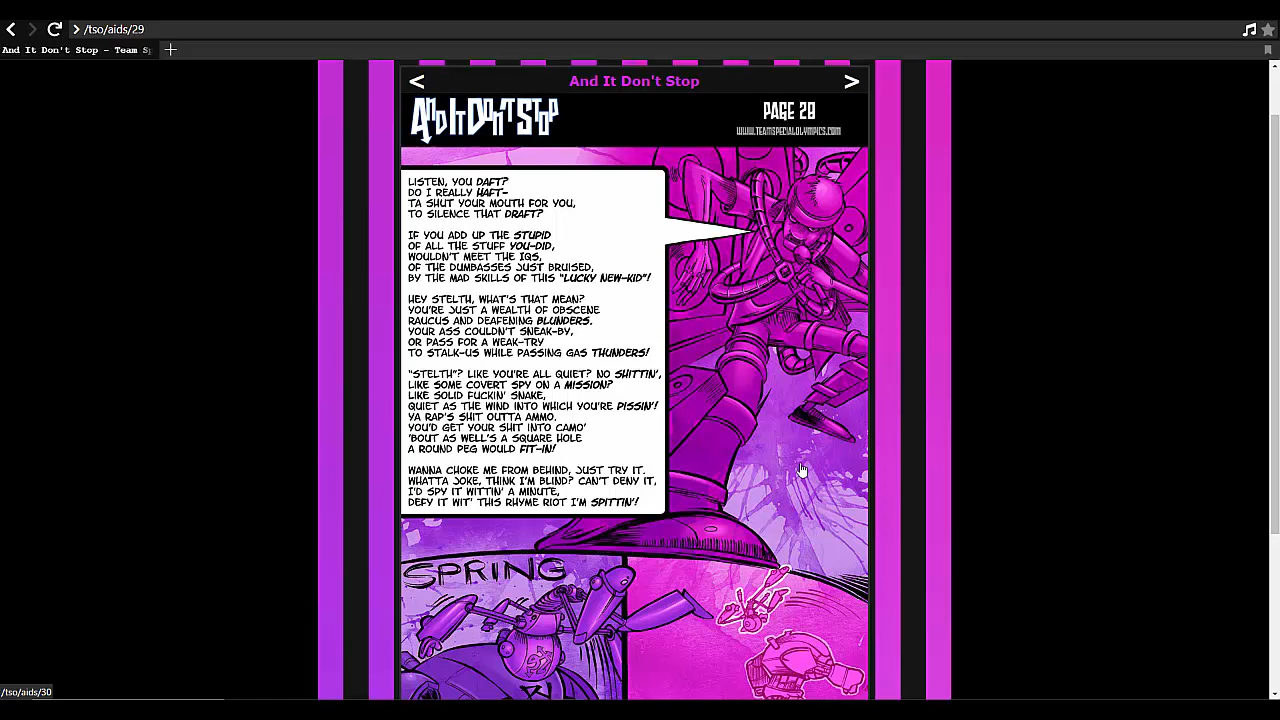 /tso/aids/29
And It Don't Stop - Team Sp
And It Don't Stop
AND IT DON'T STOP
PAGE 28
WWW.TEAMSPECIALOLYMPICS.COM
LISTEN, YOU DAFT?
DO I REALLY HAFT-
TA SHUT YOUR MOUTH FOR YOU,
TO SILENCE THAT DRAFT?
IF YOU ADD UP THE STUPID
OF ALL THE STUFF YOU-DID,
WOULDN'T MEET THE IQS,
OF THE DUMBASSES JUST BRUISED,
BY THE MAD SKILLS OF THIS "LUCKY NEW-KID"!
HEY STELTH, WHAT'S THAT MEAN?
YOU'RE JUST A WEALTH OF OBSCENE
RAUCUS AND DEAFENING BLUNDERS.
YOUR ASS COULDN'T SNEAK-BY,
OR PASS FOR A WEAK-TRY
TO STALK-US WHILE PASSING GAS THUNDERS!
"STELTH"? LIKE YOU'RE ALL QUIET? NO SHITTIN',
LIKE SOME COVERT SPY ON A MISSION?
LIKE SOLID FUCKIN' SNAKE,
QUIET AS THE WIND INTO WHICH YOU'RE PISSIN'!
YA RAP'S SHIT OUTTA AMMO.
YOU'D GET YOUR SHIT INTO CAMO'
'BOUT AS WELL'S A SQUARE HOLE
A ROUND PEG WOULD FIT-IN!
WANNA CHOKE ME FROM BEHIND, JUST TRY IT.
WHATTA JOKE, THINK I'M BLIND? CAN'T DENY IT,
I'D SPY IT WITTIN' A MINUTE,
DEFY IT WIT' THIS RHYME RIOT I'M SPITTIN'!
SPRING
/tso/aids/30